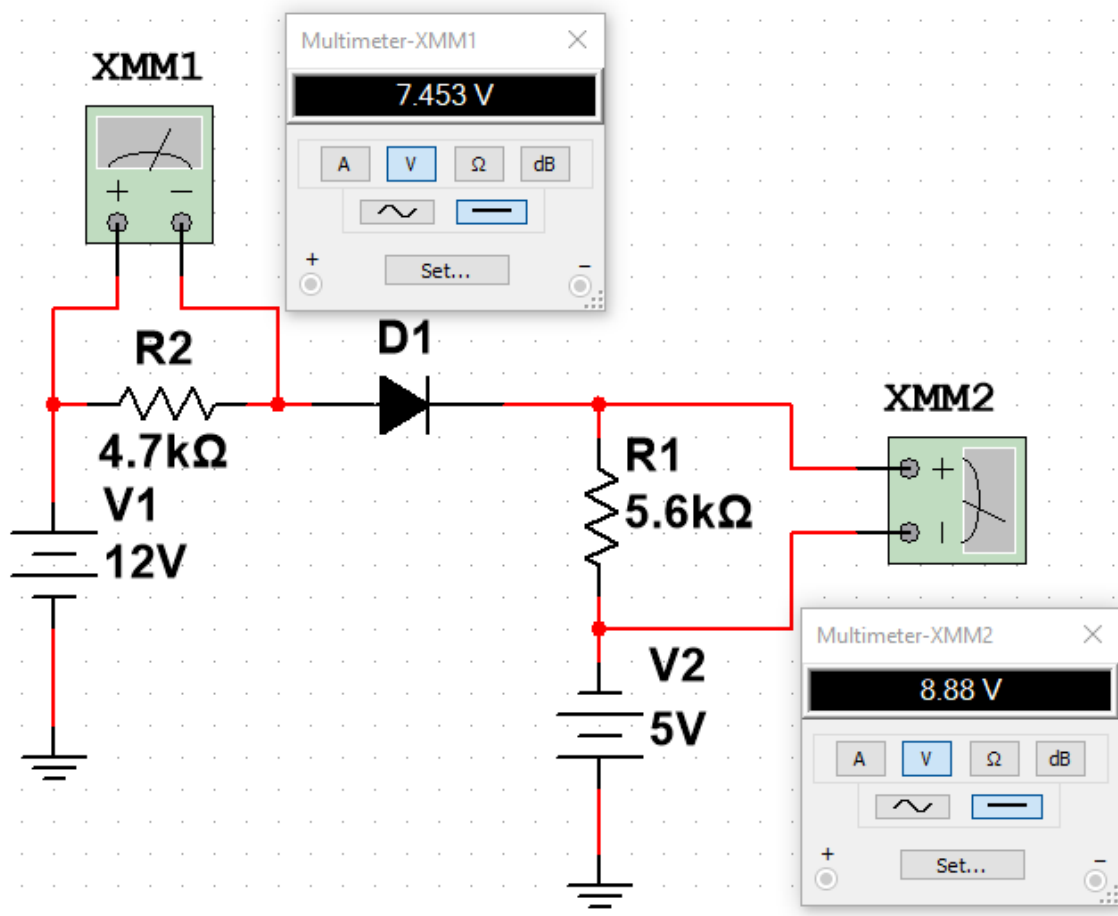 XMM1
Multimeter-XMM1
7.453 V
A V Ω dB
+ −
Set...
+ −
R2
4.7kΩ
D1
V1
12V
R1
5.6kΩ
XMM2
+
−
V2
5V
Multimeter-XMM2
8.88 V
A V Ω dB
Set...
+ −